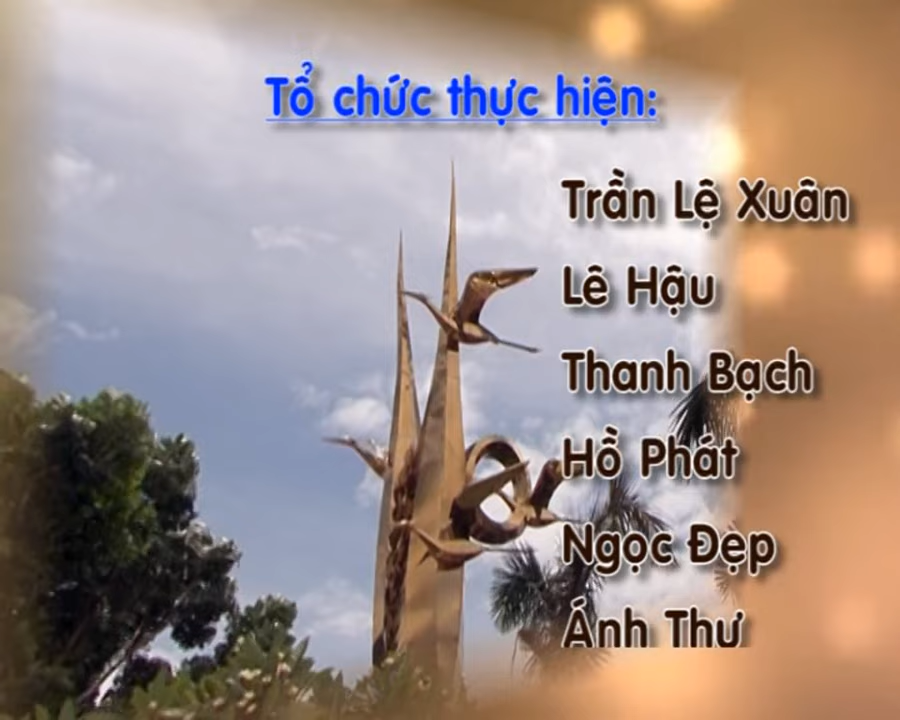 Tổ chức thực hiện:
Trần Lệ Xuân
Lê Hậu
Thanh Bạch
Hồ Phát
Ngọc Đẹp
Ánh Thư